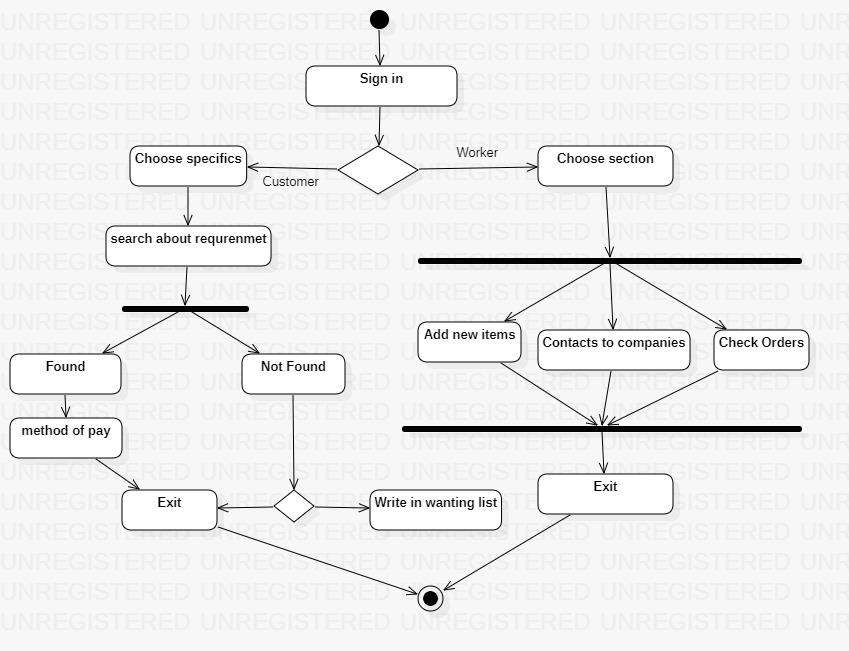 Sign in
Worker
Choose specifics
Choose section
Customer
search about requrenmet
Add new items
Contacts to companies
Check Orders
Found
Not Found
method of pay
Exit
Write in wanting list
Exit
UNREGISTERED